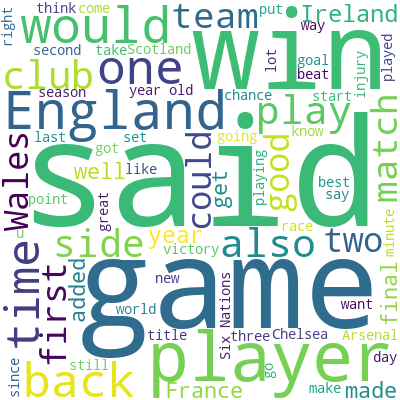 think
come
right
would
win
put
Ireland
team
way
second
take
Scotland
lot
goal
beat
played
injury
club
one
season
year old
chance
start
England
play
know
match
last
set
going
got
said
Wales
well
like
could
get
good
playing
best
say
point
great
u
side
year
also
two
race
minute
victory
time
first
added
game
new
world
want
final
since
title
Six Nations
three
Chelsea
Arsenal
still
back
player
go
day
France
make
made